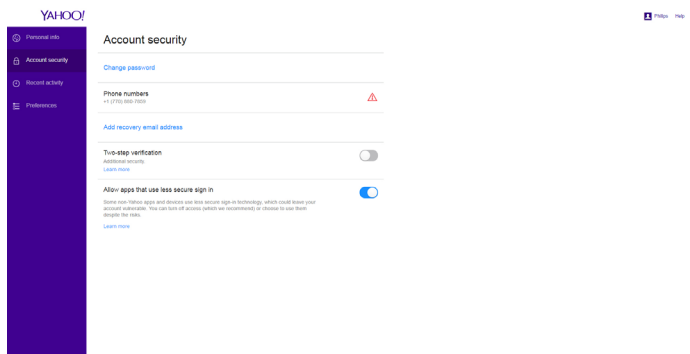 YAHOO!
Philips Help
Personal info
Account security
Recent activity
Preferences
Account security
Change password
Phone numbers
Add recovery email address
Two-step verification
Additional security
Learn more
Allow apps that use less secure sign in
Some non-Yahoo apps and devices use less secure sign-in technology, which could leave your
account vulnerable. You can turn off access (which we recommend) or choose to use them
despite the risks.
Learn more